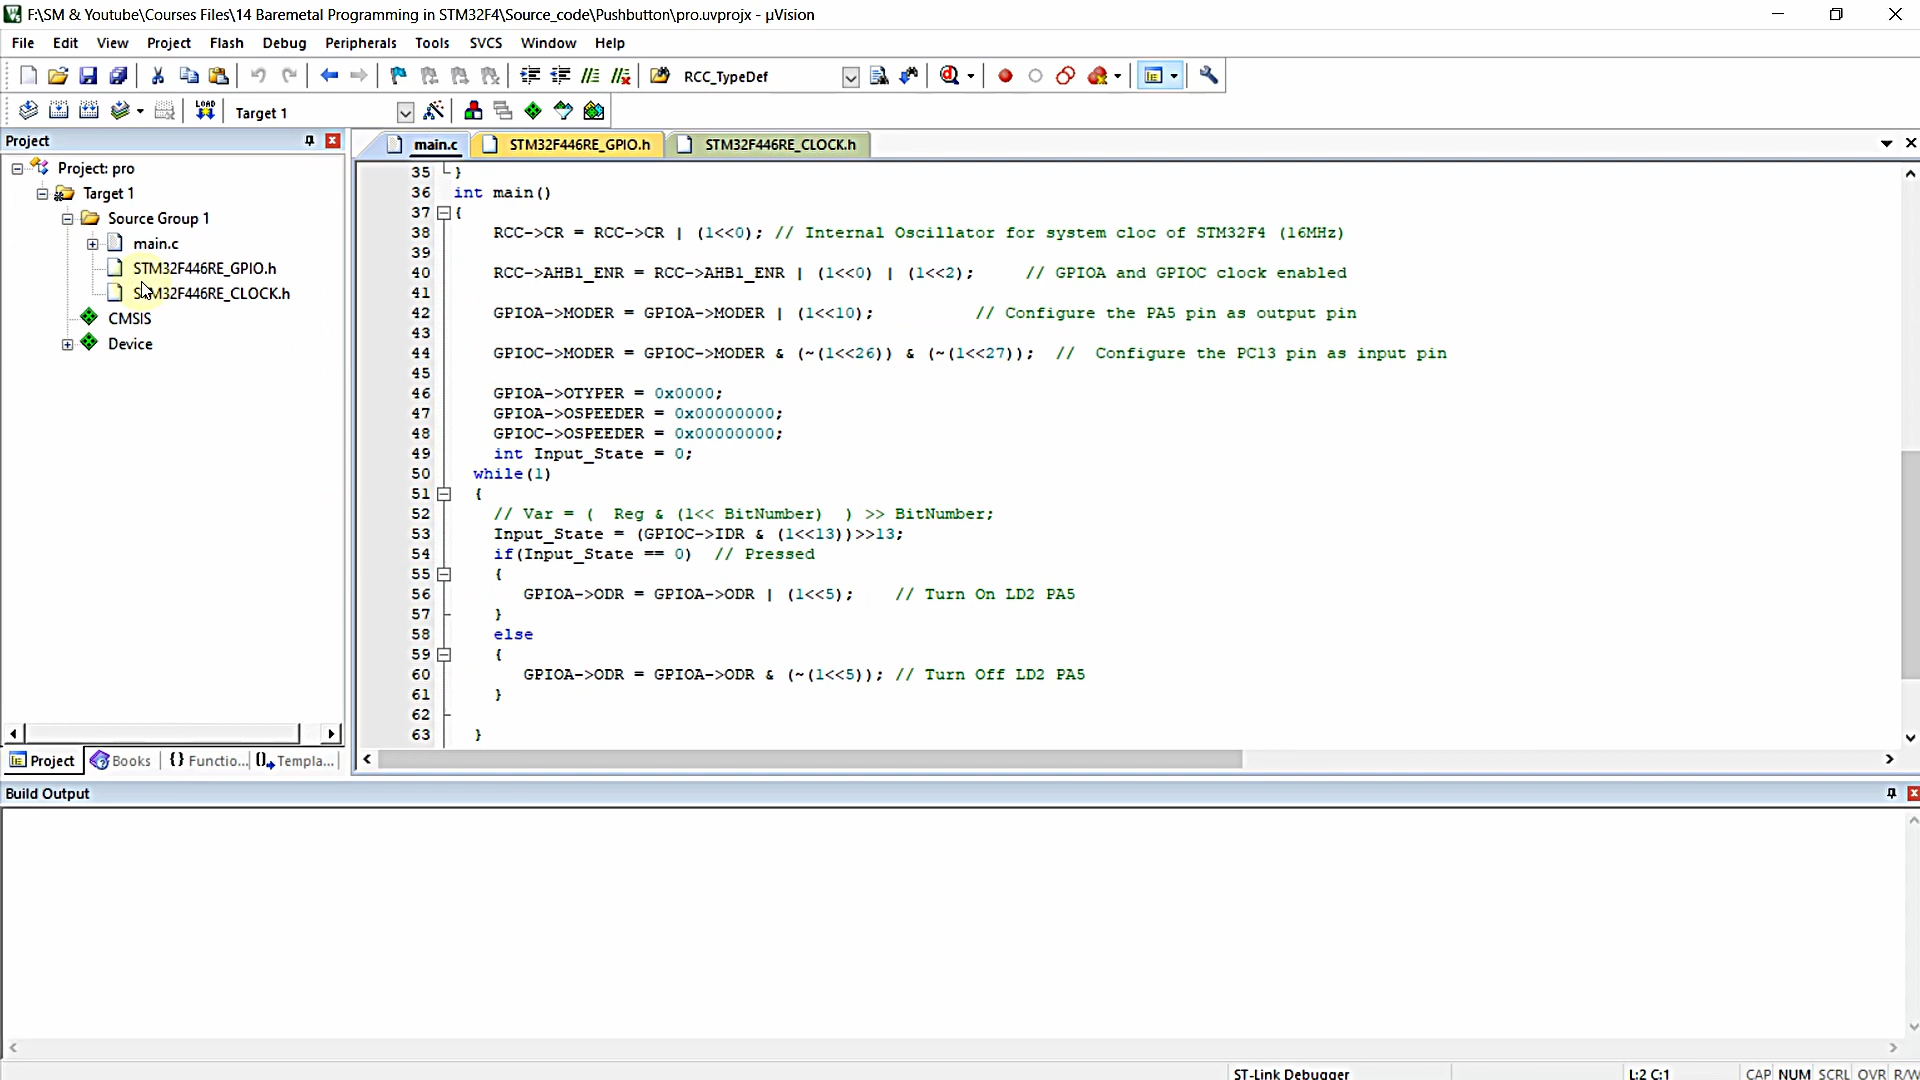 F:\SM & Youtube\Courses Files\14 Baremetal Programming in STM32F4\Source_code\Pushbutton\pro.uvprojx - µVision
File Edit View Project Flash Debug Peripherals Tools SVCS Window Help
RCC_TypeDef
LOAD Target 1
Project
main.c STM32F446RE_GPIO.h STM32F446RE_CLOCK.h
Project: pro
Target 1
Source Group 1
main.c
STM32F446RE_GPIO.h
STM32F446RE_CLOCK.h
CMSIS
Device
35 }
36 int main()
37 {
38 RCC->CR = RCC->CR | (1<<0); // Internal Oscillator for system cloc of STM32F4 (16MHz)
39
40 RCC->AHB1_ENR = RCC->AHB1_ENR | (1<<0) | (1<<2); // GPIOA and GPIOC clock enabled
41
42 GPIOA->MODER = GPIOA->MODER | (1<<10); // Configure the PA5 pin as output pin
43
44 GPIOC->MODER = GPIOC->MODER & (~(1<<26)) & (~(1<<27)); // Configure the PC13 pin as input pin
45
46 GPIOA->OTYPER = 0x0000;
47 GPIOA->OSPEEDER = 0x00000000;
48 GPIOC->OSPEEDER = 0x00000000;
49 int Input_State = 0;
50 while(1)
51 {
52 // Var = ( Reg & (1<< BitNumber) ) >> BitNumber;
53 Input_State = (GPIOC->IDR & (1<<13))>>13;
54 if(Input_State == 0) // Pressed
55 {
56 GPIOA->ODR = GPIOA->ODR | (1<<5); // Turn On LD2 PA5
57 }
58 else
59 {
60 GPIOA->ODR = GPIOA->ODR & (~(1<<5)); // Turn Off LD2 PA5
61 }
62
63 }
Project Books {} Functio... Templa...
Build Output
ST-Link Debugger L:2 C:1 CAP NUM SCRL OVR R/W